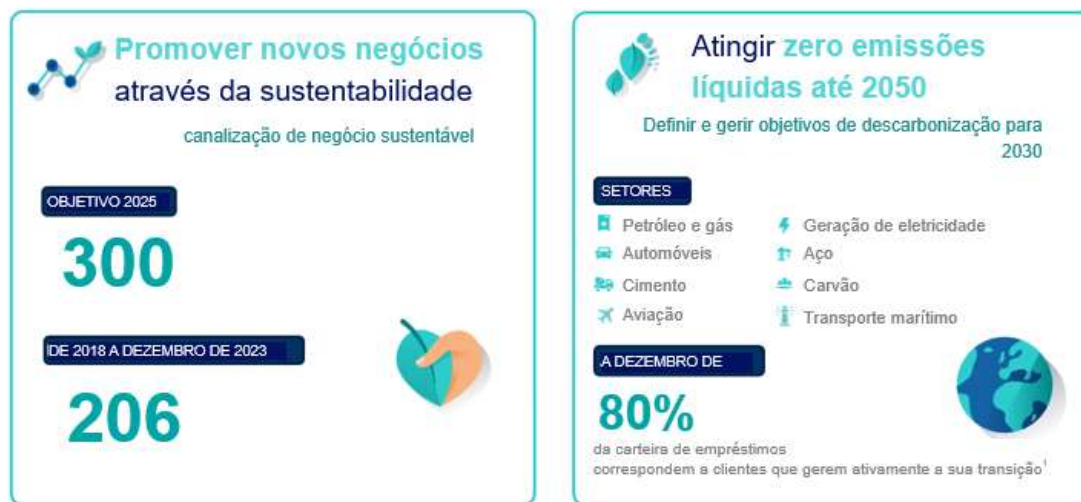 Promover novos negócios
através da sustentabilidade
canalização de negócio sustentável
OBJETIVO 2025
300
DE 2018 A DEZEMBRO DE 2023
206
Atingir zero emissões
líquidas até 2050
Definir e gerir objetivos de descarbonização para
2030
SETORES
Petróleo e gás
Automóveis
Cimento
Aviação
Geração de eletricidade
Aço
Carvão
Transporte marítimo
A DEZEMBRO DE
80%
da carteira de empréstimos
correspondem a clientes que gerem ativamente a sua transição¹